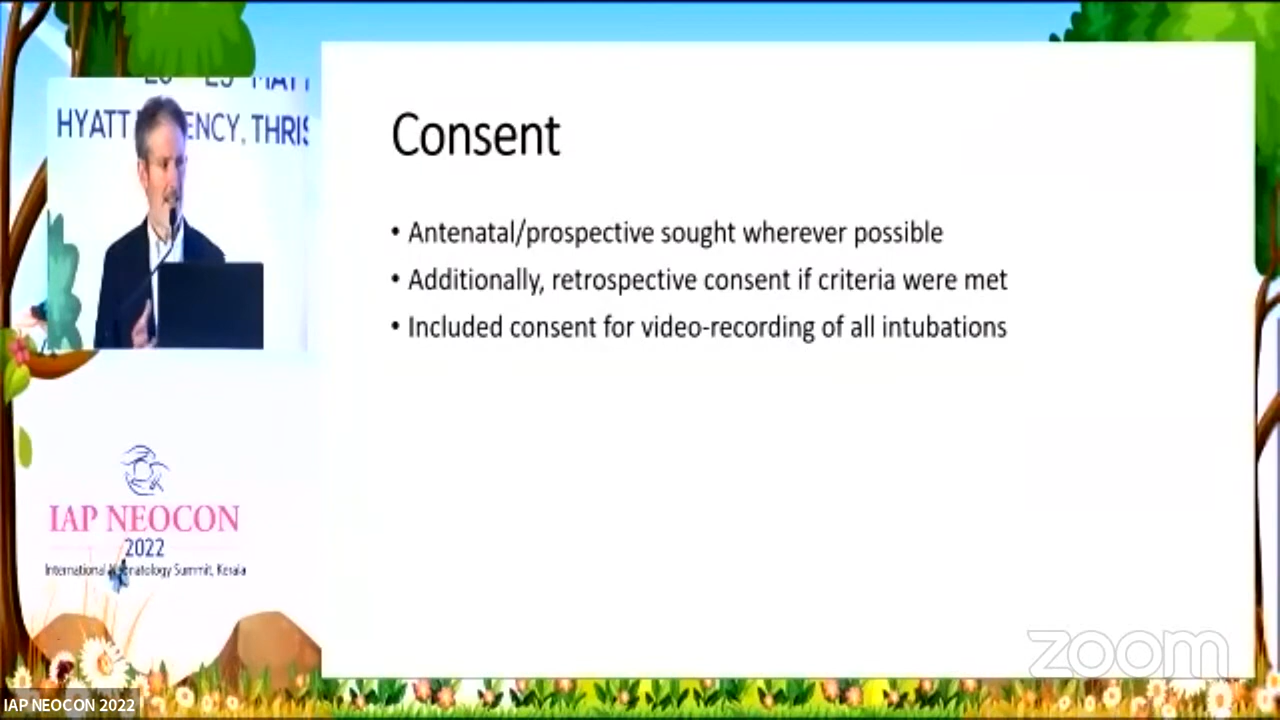 HYATT ENCY, THRIS
Consent
• Antenatal/prospective sought wherever possible
• Additionally, retrospective consent if criteria were met
• Included consent for video-recording of all intubations
IAP NEOCON
2022
International Neonatology Summit, Kerala
zoom
IAP NEOCON 2022